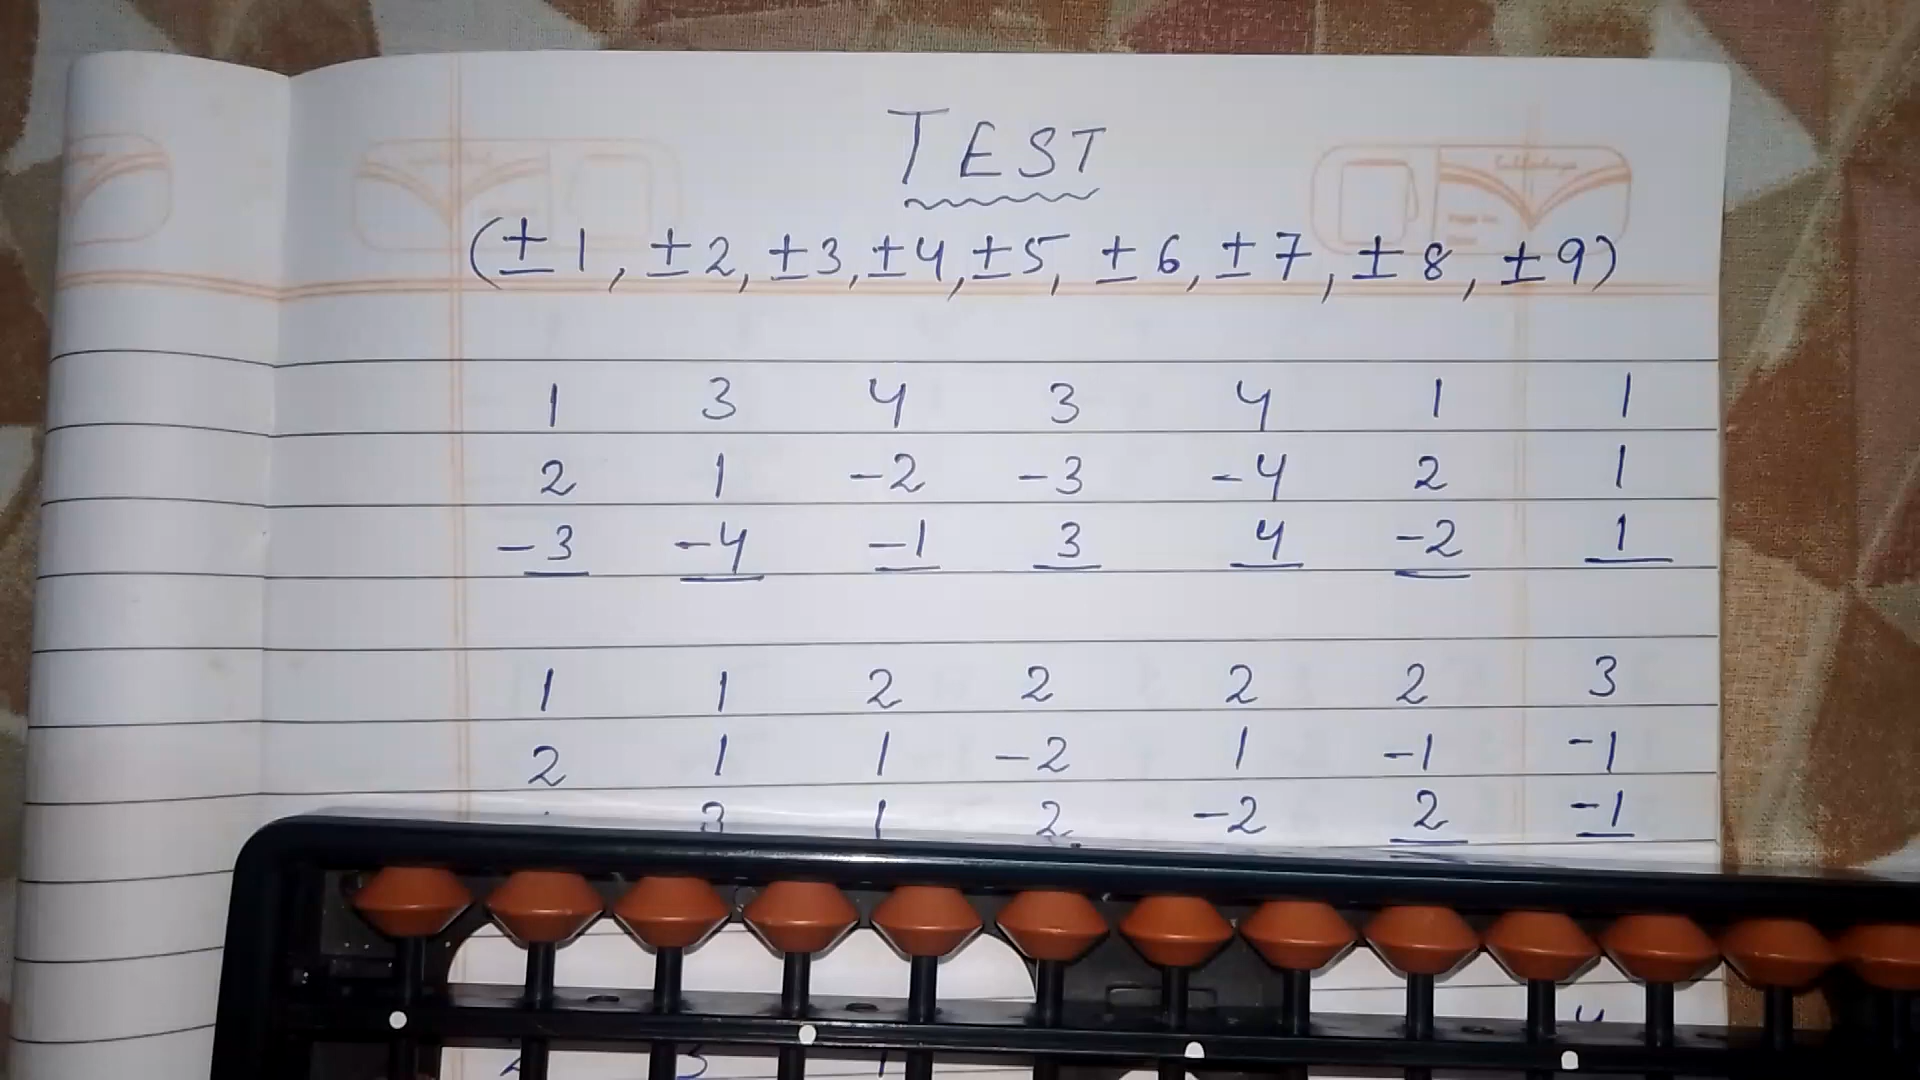 TEST
(±1, ±2, ±3, ±4, ±5, ±6, ±7, ±8, ±9)
1 3 4 3 4 1 1
2 1 -2 -3 -4 2 1
-3 -4 -1 3 4 -2 1
1 1 2 2 2 2 3
2 1 1 -2 1 -1 -1
1 2 -2 2 -1